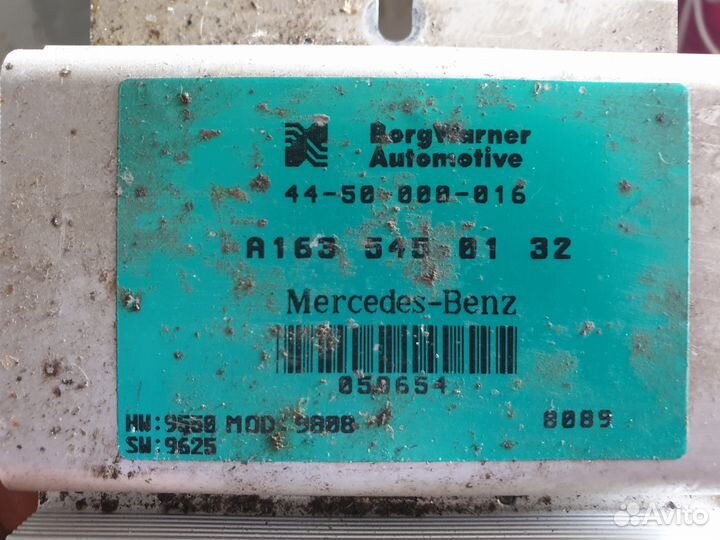 BorgWarner
Automotive
44-50-000-016
A163 545 01 32
Mercedes-Benz
050654
HW:9550 MOD:9808
SW:9625
8089
Avito